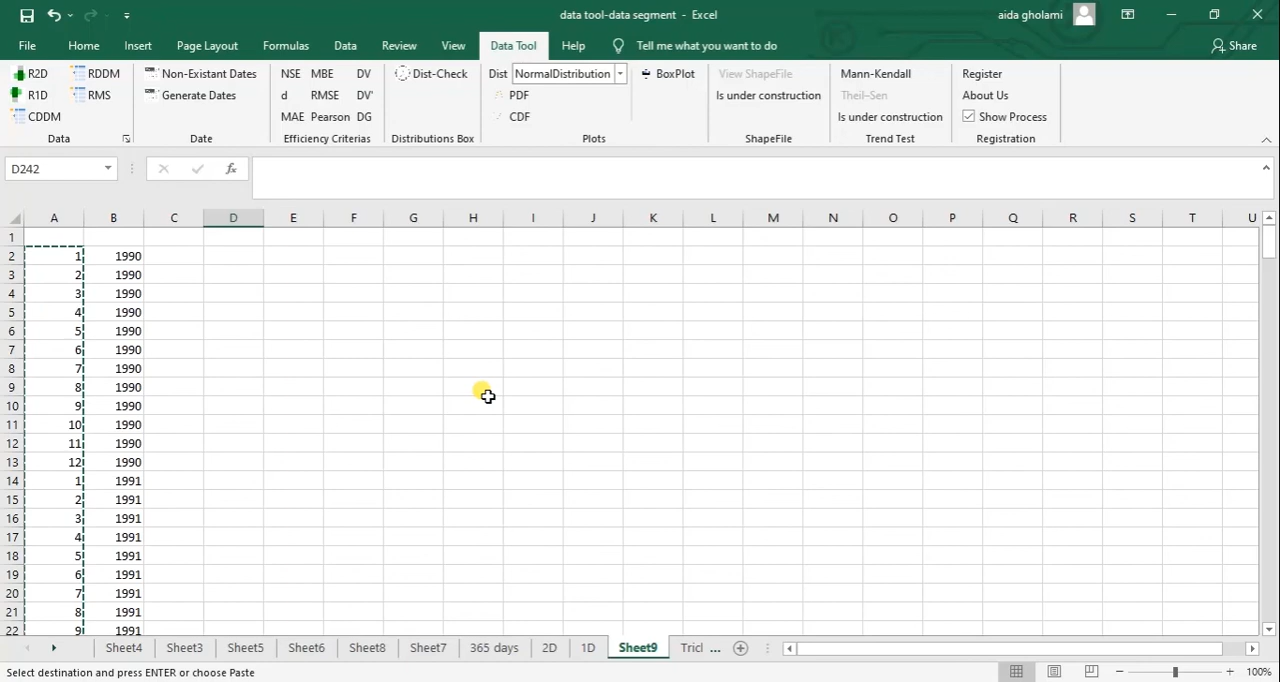 data tool-data segment - Excel
aida gholami
File Home Insert Page Layout Formulas Data Review View Data Tool Help Tell me what you want to do Share
R2D RDDM Non-Existant Dates NSE MBE DV Dist-Check Dist NormalDistribution BoxPlot View ShapeFile Mann-Kendall Register
R1D RMS Generate Dates d RMSE DV' PDF Is under construction Theil–Sen About Us
CDDM MAE Pearson DG CDF Is under construction Show Process
Data Date Efficiency Criterias Distributions Box Plots ShapeFile Trend Test Registration
D242 fx
A B C D E F G H I J K L M N O P Q R S T U
1
2 1 1990
3 2 1990
4 3 1990
5 4 1990
6 5 1990
7 6 1990
8 7 1990
9 8 1990
10 9 1990
11 10 1990
12 11 1990
13 12 1990
14 1 1991
15 2 1991
16 3 1991
17 4 1991
18 5 1991
19 6 1991
20 7 1991
21 8 1991
22 9 1991
Sheet4 Sheet3 Sheet5 Sheet6 Sheet8 Sheet7 365 days 2D 1D Sheet9 Tricl ...
Select destination and press ENTER or choose Paste 100%